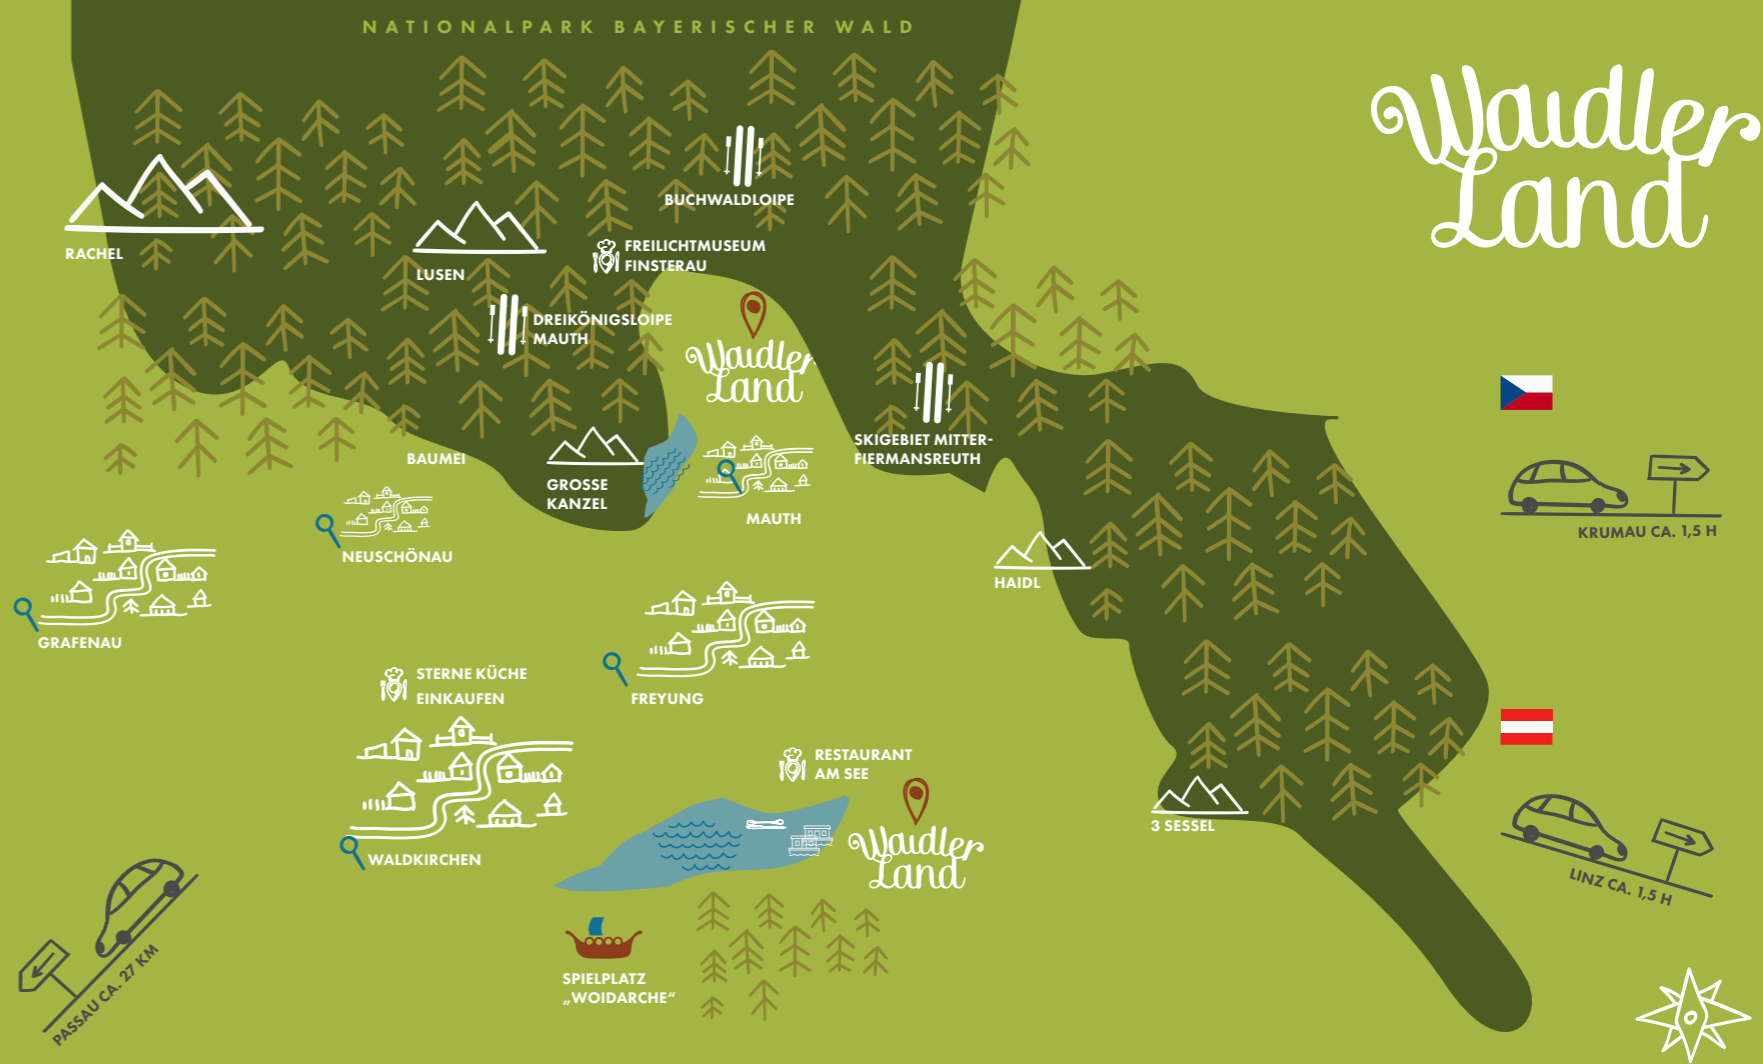 NATIONALPARK BAYERISCHER WALD
Waidler
Land
BUCHWALDLOIPE
RACHEL
LUSEN
FREILICHTMUSEUM
FINSTERAU
DREIKÖNIGSLOIPE
MAUTH
Waidler
Land
SKIGEBIET MITTER-
FIERMANSREUTH
BAUMEI
GROSSE
KANZEL
MAUTH
NEUSCHÖNAU
KRUMAU CA. 1,5 H
HAIDL
GRAFENAU
FREYUNG
STERNE KÜCHE
EINKAUFEN
RESTAURANT
AM SEE
3 SESSEL
WALDKIRCHEN
Waidler
Land
LINZ CA. 1,5 H
PASSAU CA. 27 KM
SPIELPLATZ
„WOIDARCHE“